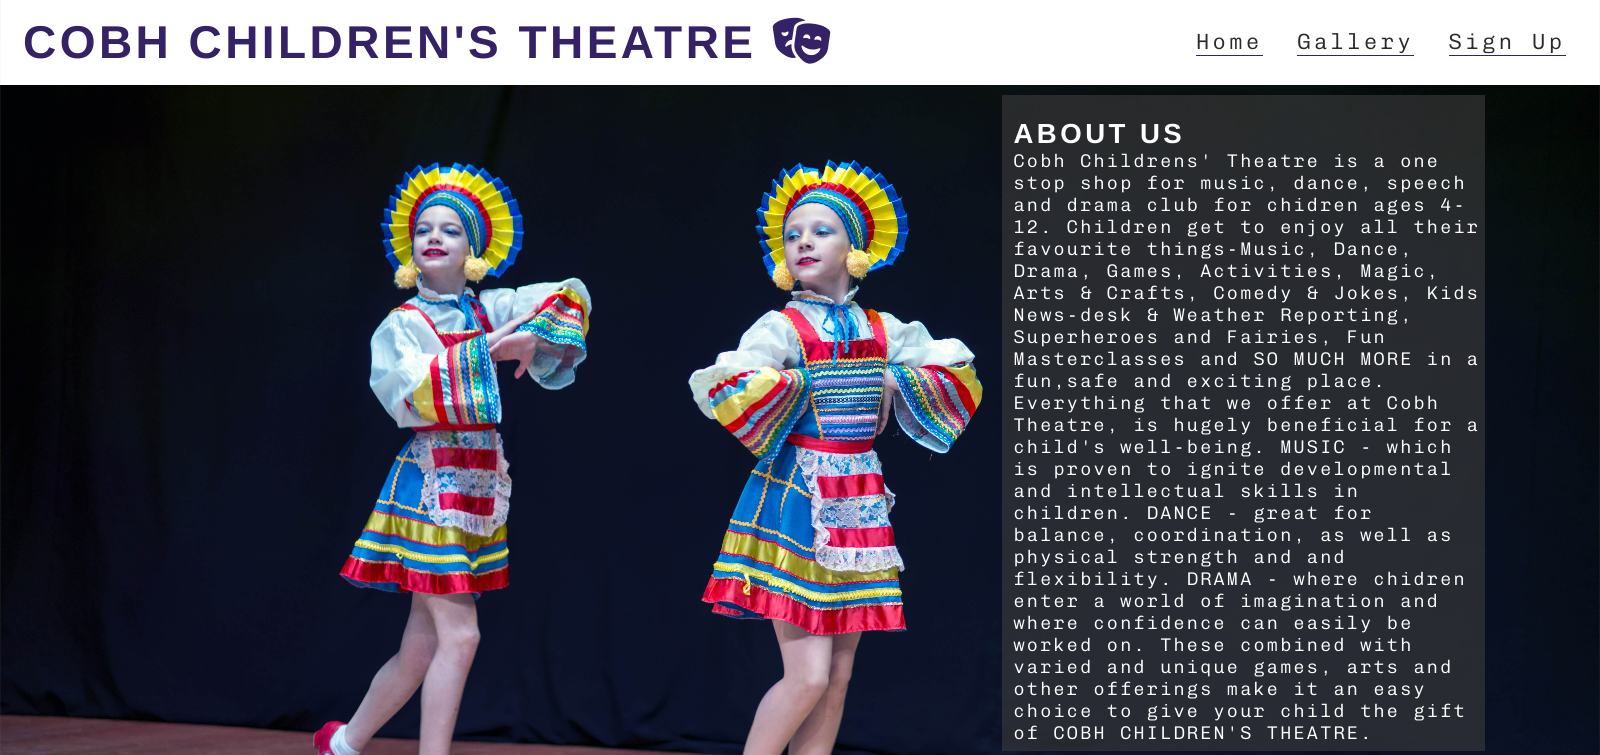 COBH CHILDREN'S THEATRE
Home Gallery Sign Up
ABOUT US
Cobh Childrens' Theatre is a one
stop shop for music, dance, speech
and drama club for chidren ages 4-
12. Children get to enjoy all their
favourite things-Music, Dance,
Drama, Games, Activities, Magic,
Arts & Crafts, Comedy & Jokes, Kids
News-desk & Weather Reporting,
Superheroes and Fairies, Fun
Masterclasses and SO MUCH MORE in a
fun,safe and exciting place.
Everything that we offer at Cobh
Theatre, is hugely beneficial for a
child's well-being. MUSIC - which
is proven to ignite developmental
and intellectual skills in
children. DANCE - great for
balance, coordination, as well as
physical strength and and
flexibility. DRAMA - where chidren
enter a world of imagination and
where confidence can easily be
worked on. These combined with
varied and unique games, arts and
other offerings make it an easy
choice to give your child the gift
of COBH CHILDREN'S THEATRE.